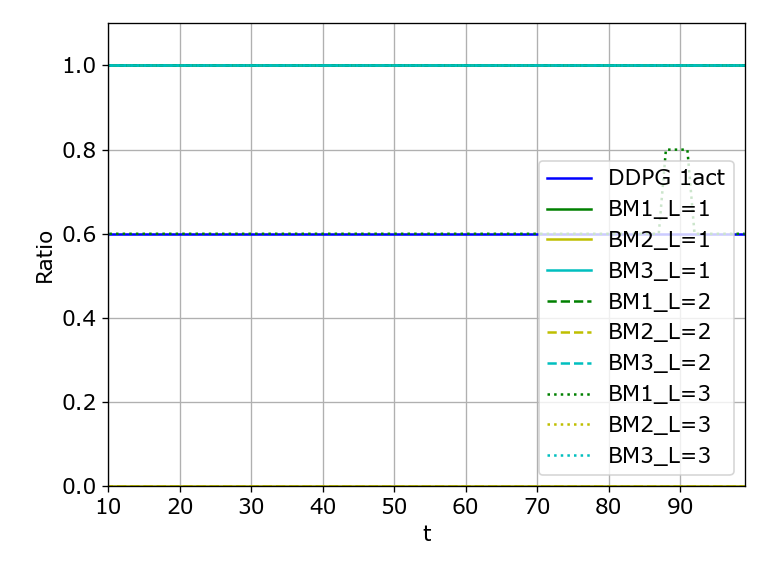 1.0
0.8
0.6
0.4
0.2
0.0
Ratio
10 20 30 40 50 60 70 80 90
t
DDPG 1act
BM1_L=1
BM2_L=1
BM3_L=1
BM1_L=2
BM2_L=2
BM3_L=2
BM1_L=3
BM2_L=3
BM3_L=3